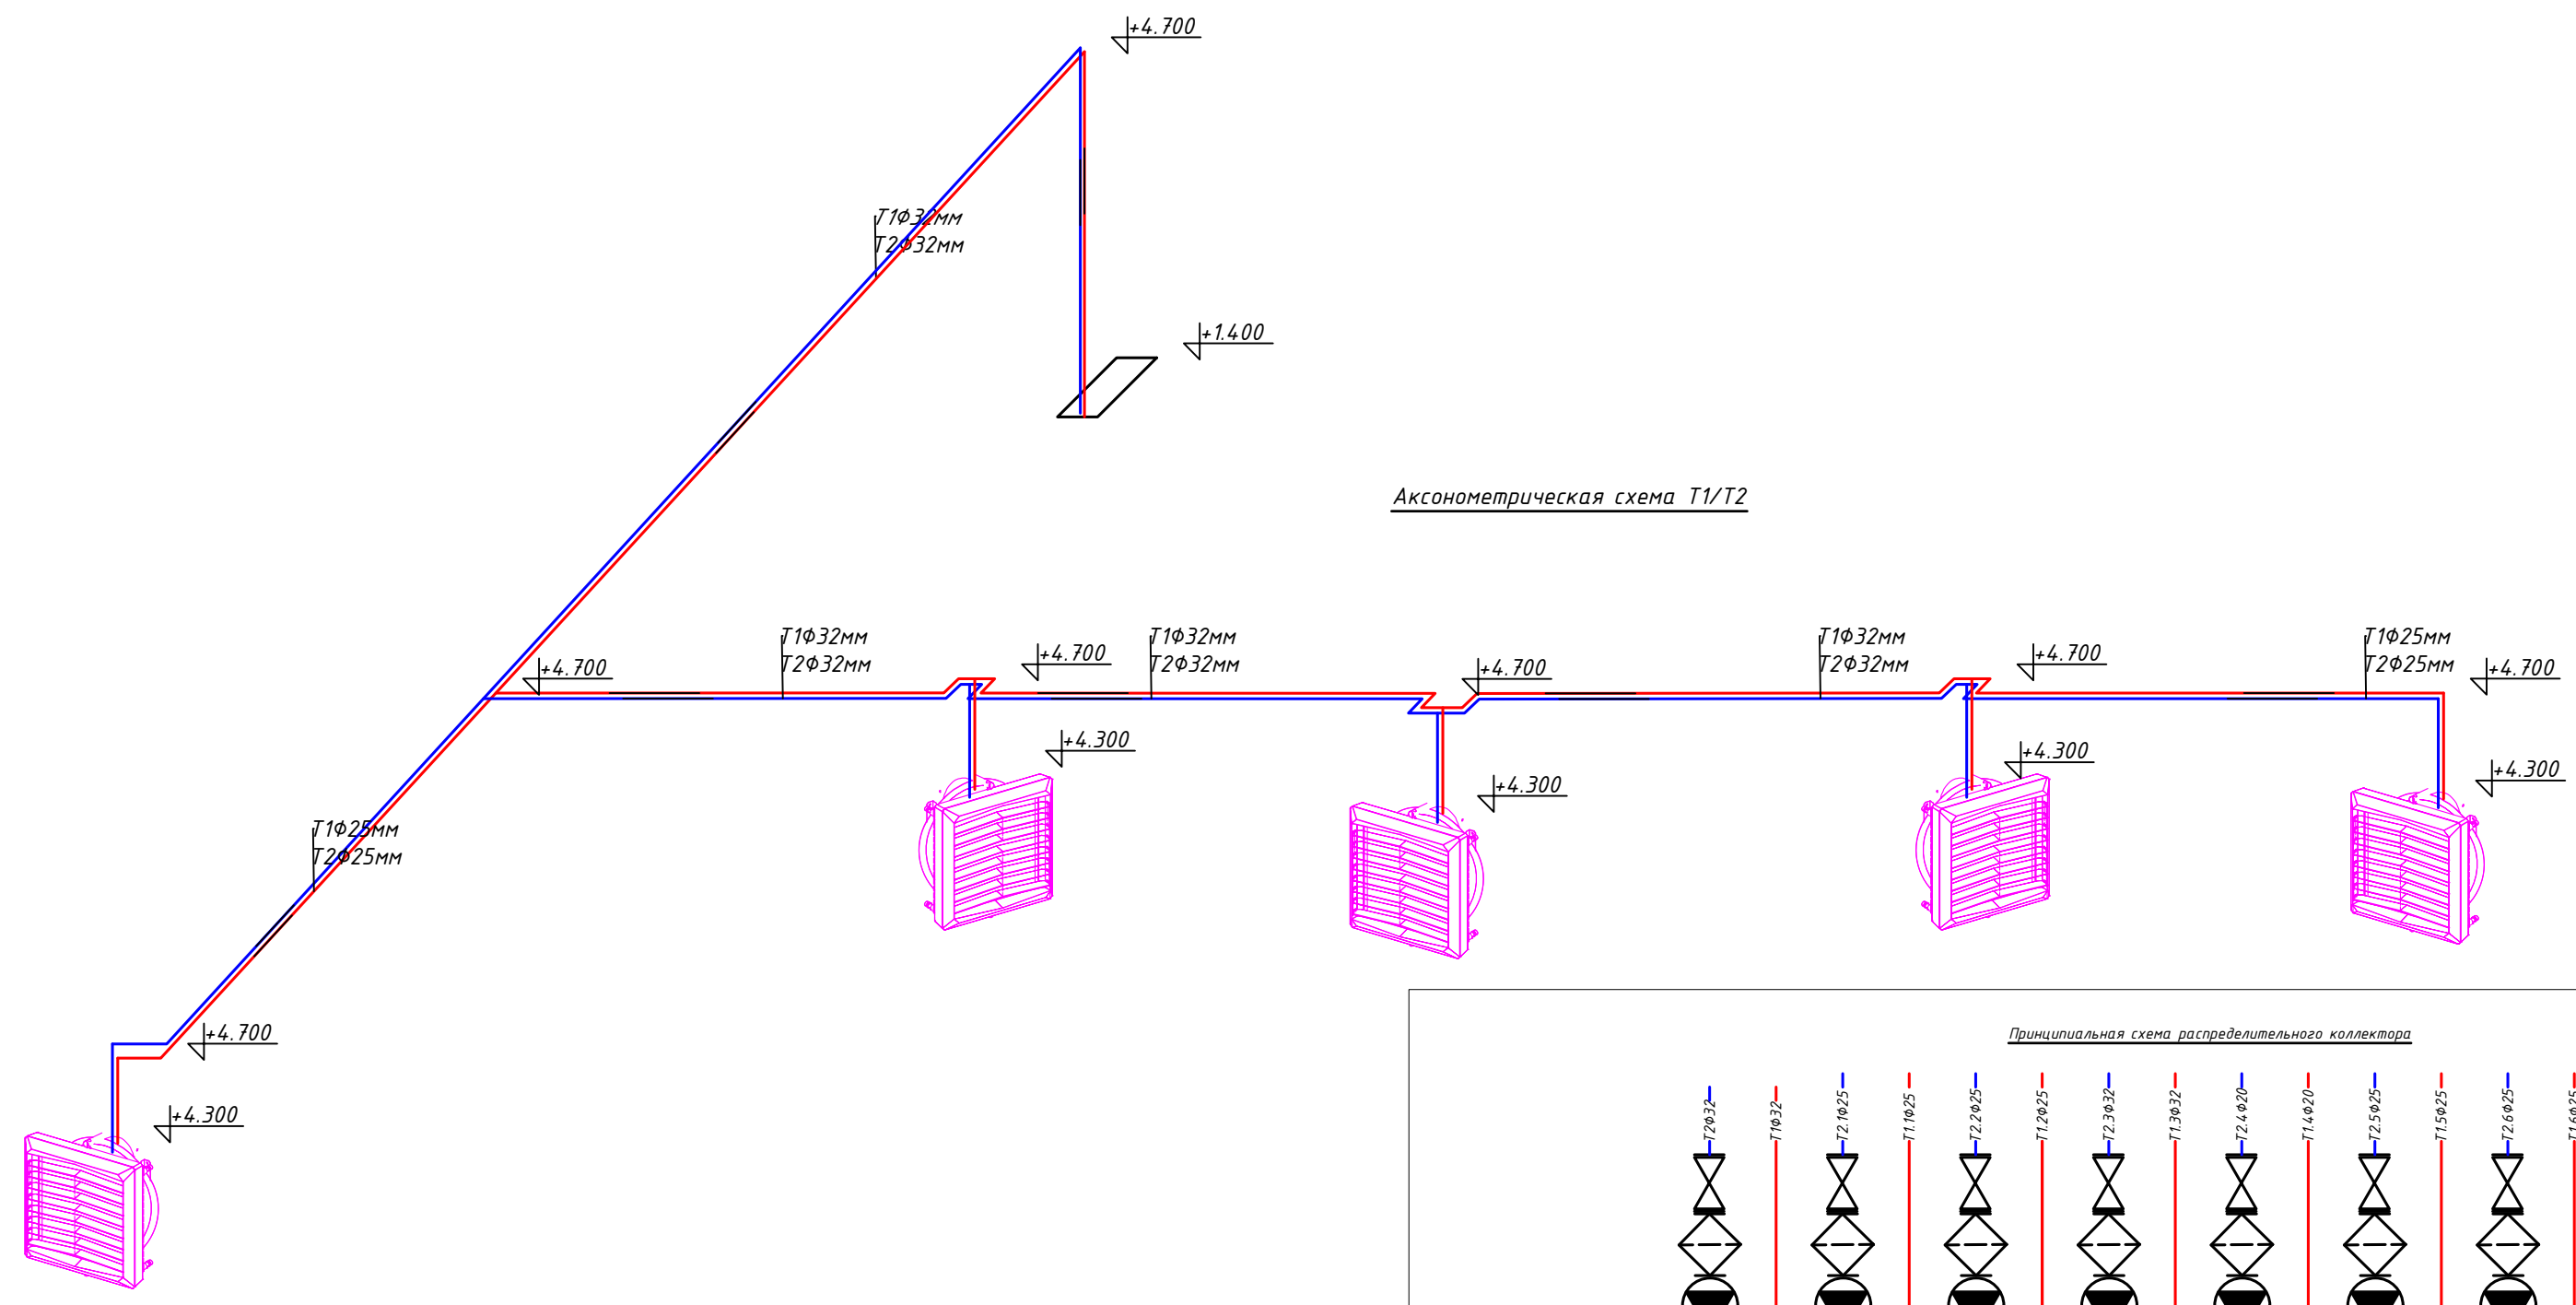 +4.700
Т1Ф32мм
Т2Ф32мм
+1.400
Аксонометрическая схема Т1/Т2
Т1Ф32мм
Т2Ф32мм
+4.700
+4.700
Т1Ф32мм
Т2Ф32мм
+4.700
Т1Ф32мм
Т2Ф32мм
+4.700
Т1Ф25мм
Т2Ф25мм
+4.700
+4.300
+4.300
+4.300
+4.300
Т1Ф25мм
Т2Ф25мм
+4.700
+4.300
Принципиальная схема распределительного коллектора
Т2Ф32
Т1Ф32
Т2.1Ф25
Т1.1Ф25
Т2.2Ф25
Т1.2Ф25
Т2.3Ф32
Т1.3Ф32
Т2.4Ф20
Т1.4Ф20
Т2.5Ф25
Т1.5Ф25
Т2.6Ф25
Т1.6Ф25